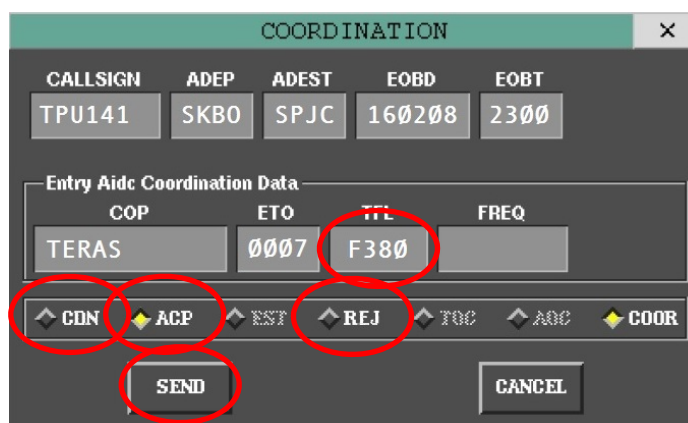 COORDINATION ×
CALLSIGN ADEP ADEST EOBD EOBT
TPU141 SKBO SPJC 160208 2300
Entry Aidc Coordination Data
COP ETO TFL FREQ
TERAS 0007 F380
CDN ACP EST REJ TOC AOC COOR
SEND CANCEL